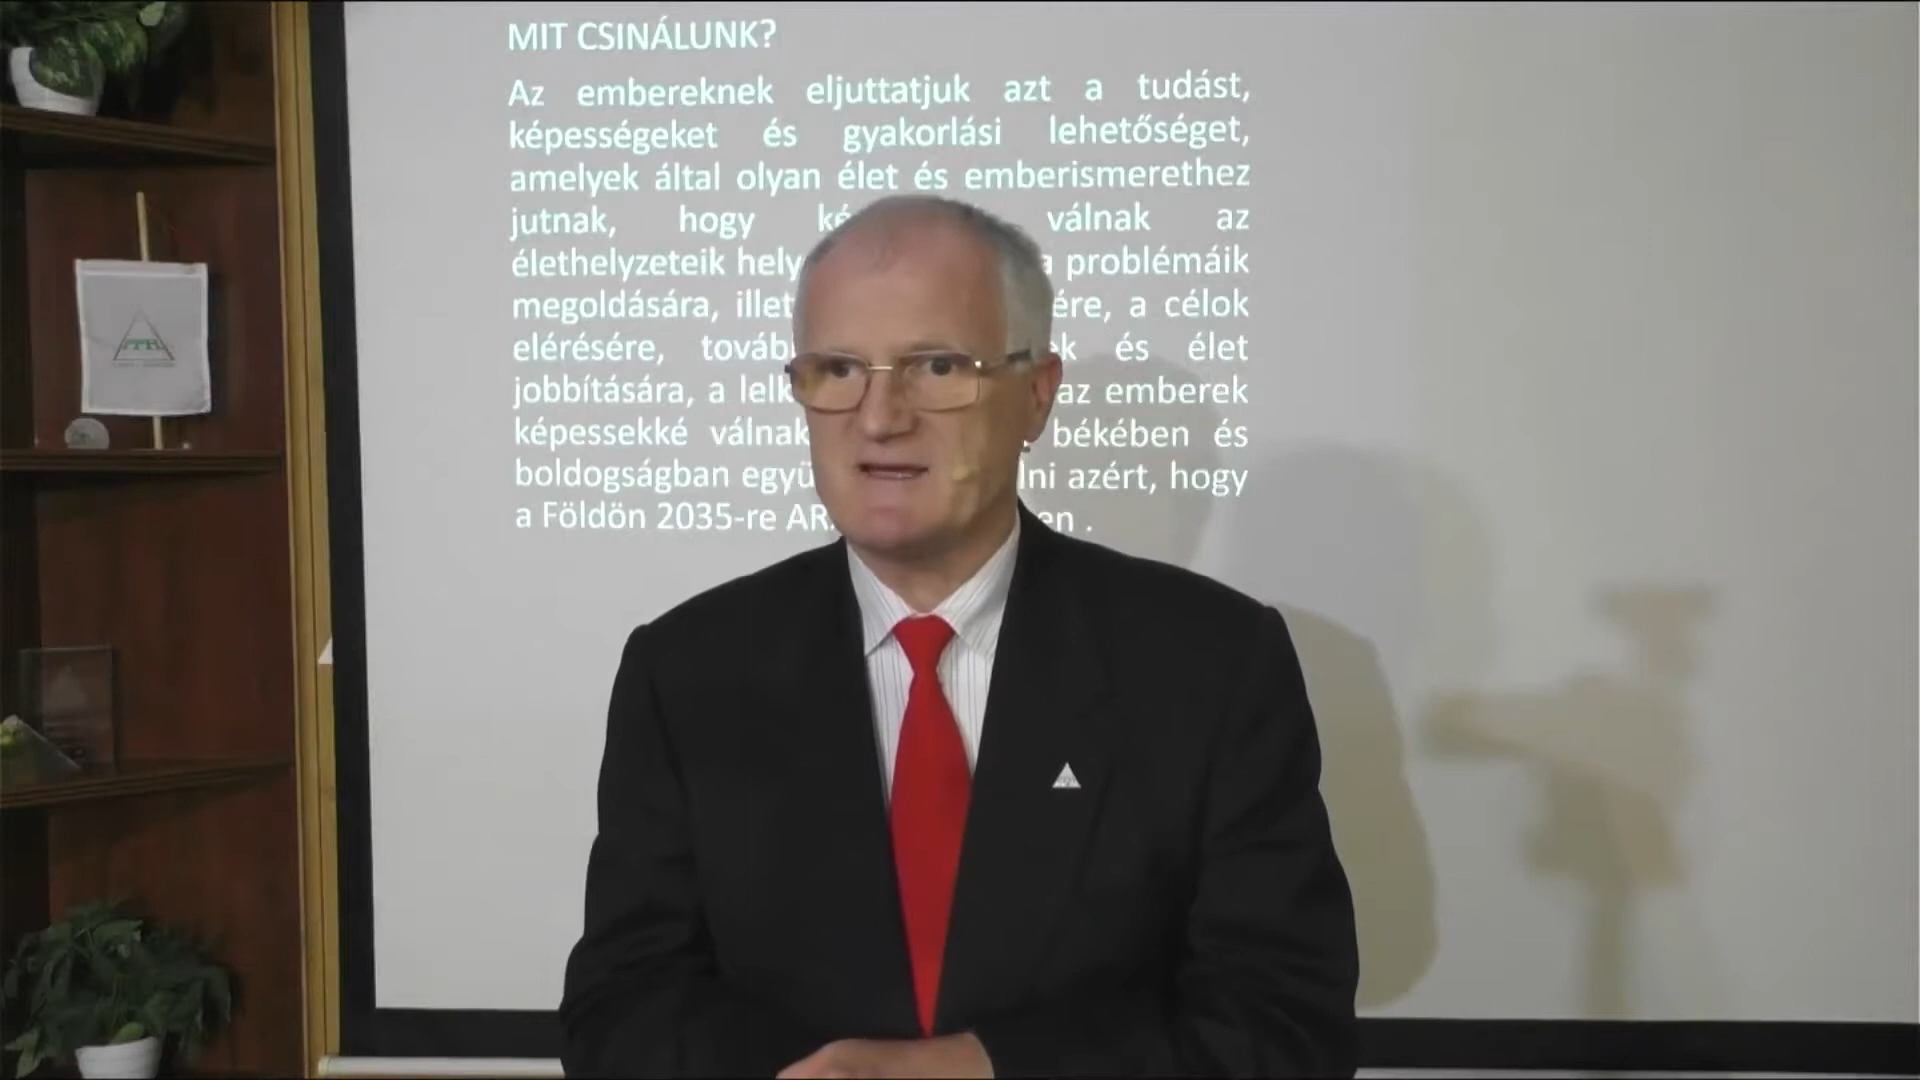 MIT CSINÁLUNK?
Az embereknek eljuttatjuk azt a tudást,
képességeket és gyakorlási lehetőséget,
amelyek által olyan élet és emberismerethez
jutnak, hogy válnak az
élethelyzeteik problémáik
megoldására, a célok
elérésére, és élet
jobbítására, a az emberek
képessekké válnak békében és
boldogságban azért, hogy
a Földön 2035-re